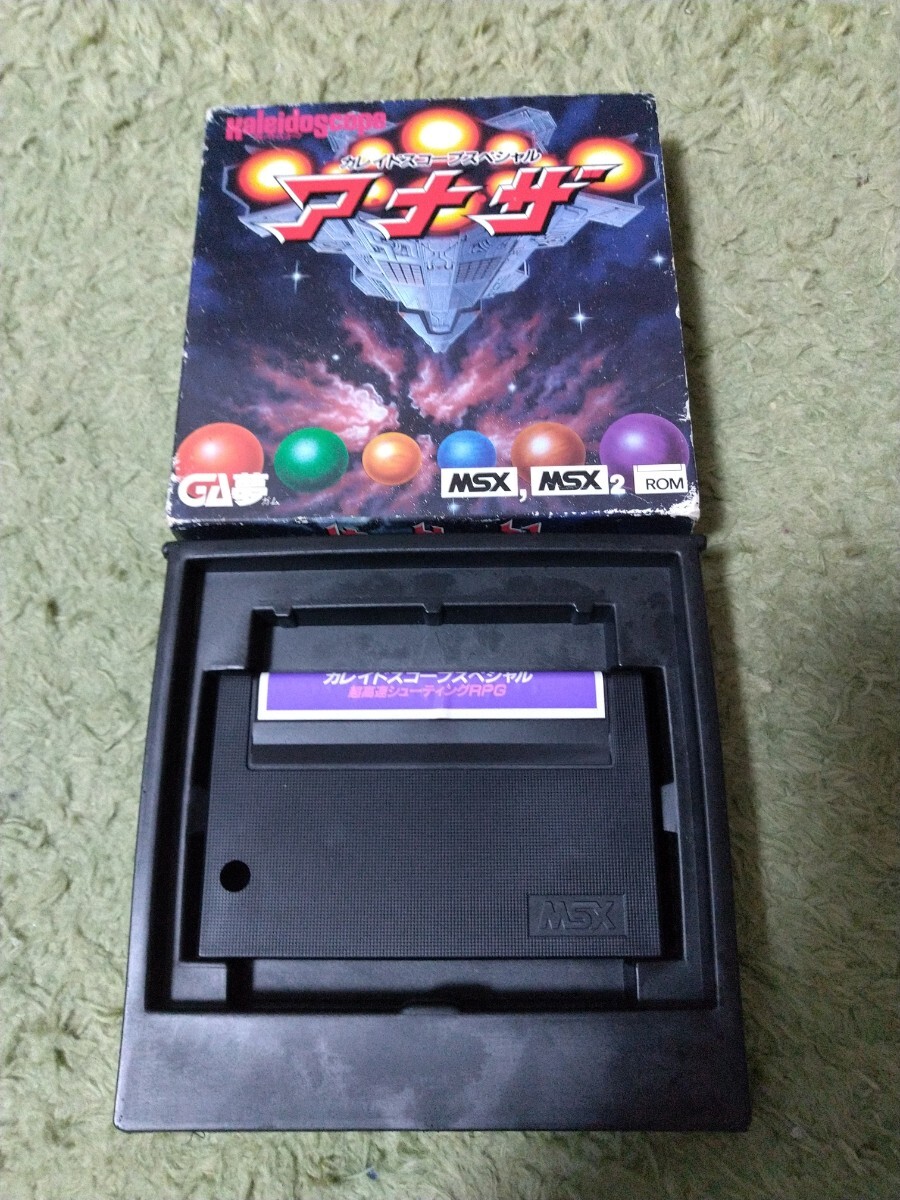 Kaleidoscope
カレイドスコープスペシャル
アナザー
GA夢
ガム
MSX, MSX2
ROM
カレイドスコープスペシャル
超高速シューティングRPG
MSX